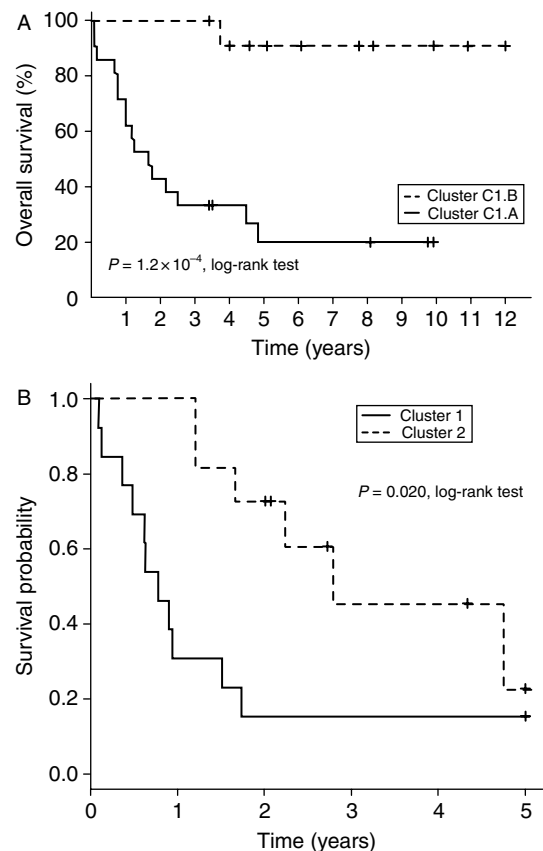 A
100
80
60
40
20
0
Overall survival (%)
Cluster C1.B
Cluster C1.A
P = 1.2×10⁻⁴, log-rank test
1 2 3 4 5 6 7 8 9 10 11 12
Time (years)
B
1.0
0.8
0.6
0.4
0.2
0.0
Survival probability
Cluster 1
Cluster 2
P = 0.020, log-rank test
0 1 2 3 4 5
Time (years)